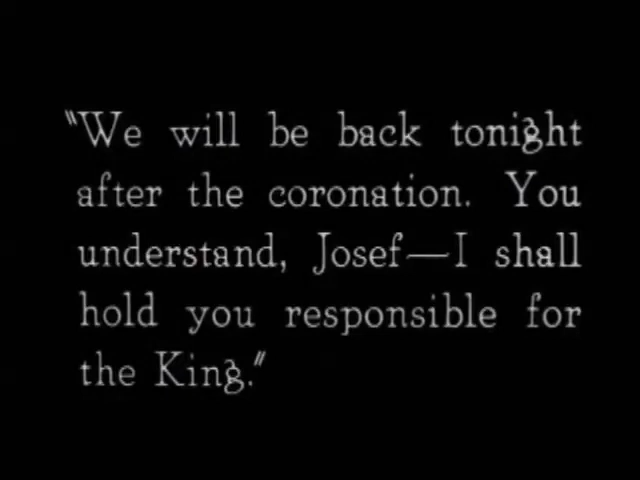 "We will be back tonight
after the coronation. You
understand, Josef—I shall
hold you responsible for
the King."